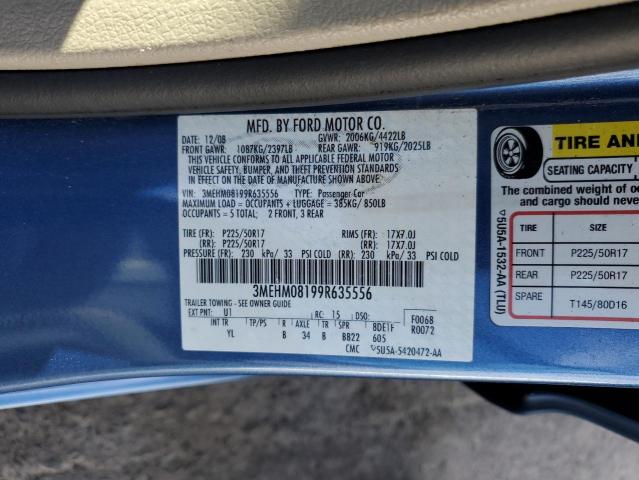 MFD. BY FORD MOTOR CO.
DATE: 12/08 GVWR: 2006KG/4422LB
FRONT GAWR: 1087KG/2397LB REAR GAWR: 919KG/2025LB
THIS VEHICLE CONFORMS TO ALL APPLICABLE FEDERAL MOTOR
VEHICLE SAFETY, BUMPER, AND THEFT PREVENTION STANDARDS
IN EFFECT ON THE DATE OF MANUFACTURE SHOWN ABOVE.
VIN: 3MEHM08199R635556 TYPE: Passenger Car
MAXIMUM LOAD = OCCUPANTS + LUGGAGE = 385KG/ 850LB
OCCUPANTS = 5 TOTAL; 2 FRONT, 3 REAR
TIRE (FR): P225/50R17 RIMS (FR): 17X7.0J
(RR): P225/50R17 (RR): 17X7.0J
PRESSURE (FR): 230 kPa/ 33 PSI COLD (RR): 230 kPa/ 33 PSI COLD
3MEHM08199R635556
TRAILER TOWING - SEE OWNER GUIDE
EXT PNT: U1 RC: 15 DSO: F0068
INT TR TP/PS R AXLE TR SPR 8DE1F R0072
YL B 34 B BB22 605
CMC 5U5A-5420472-AA
TIRE AN
SEATING CAPACITY
The combined weight of o
and cargo should neve
TIRE SIZE
FRONT P225/50R17
REAR P225/50R17
SPARE T145/80D16
5U5A-1532-AA (TLU)